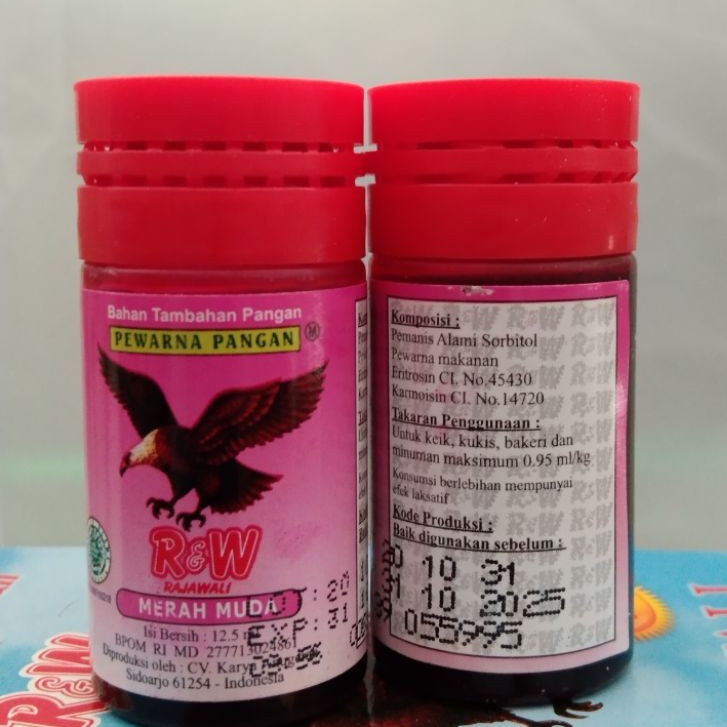 Bahan Tambahan Pangan
PEWARNA PANGAN
R&W
RAJAWALI
MERAH MUDA
LOT: 20
Isi Bersih : 12.5
EXP: 31
BPOM RI MD
Diproduksi oleh : CV. Karya
Sidoarjo 61254 - Indonesia
Komposisi :
Pemanis Alami Sorbitol
Pewarna makanan
Eritrosin CI. No.45430
Karmoisin CI. No.14720
Takaran Penggunaan :
Untuk keik, kukis, bakeri dan
minuman maksimum 0.95 ml/kg
Konsumsi berlebihan mempunyai
efek laksatif
Kode Produksi :
Baik digunakan sebelum :
10 31
31 10 2025
055995
R&W